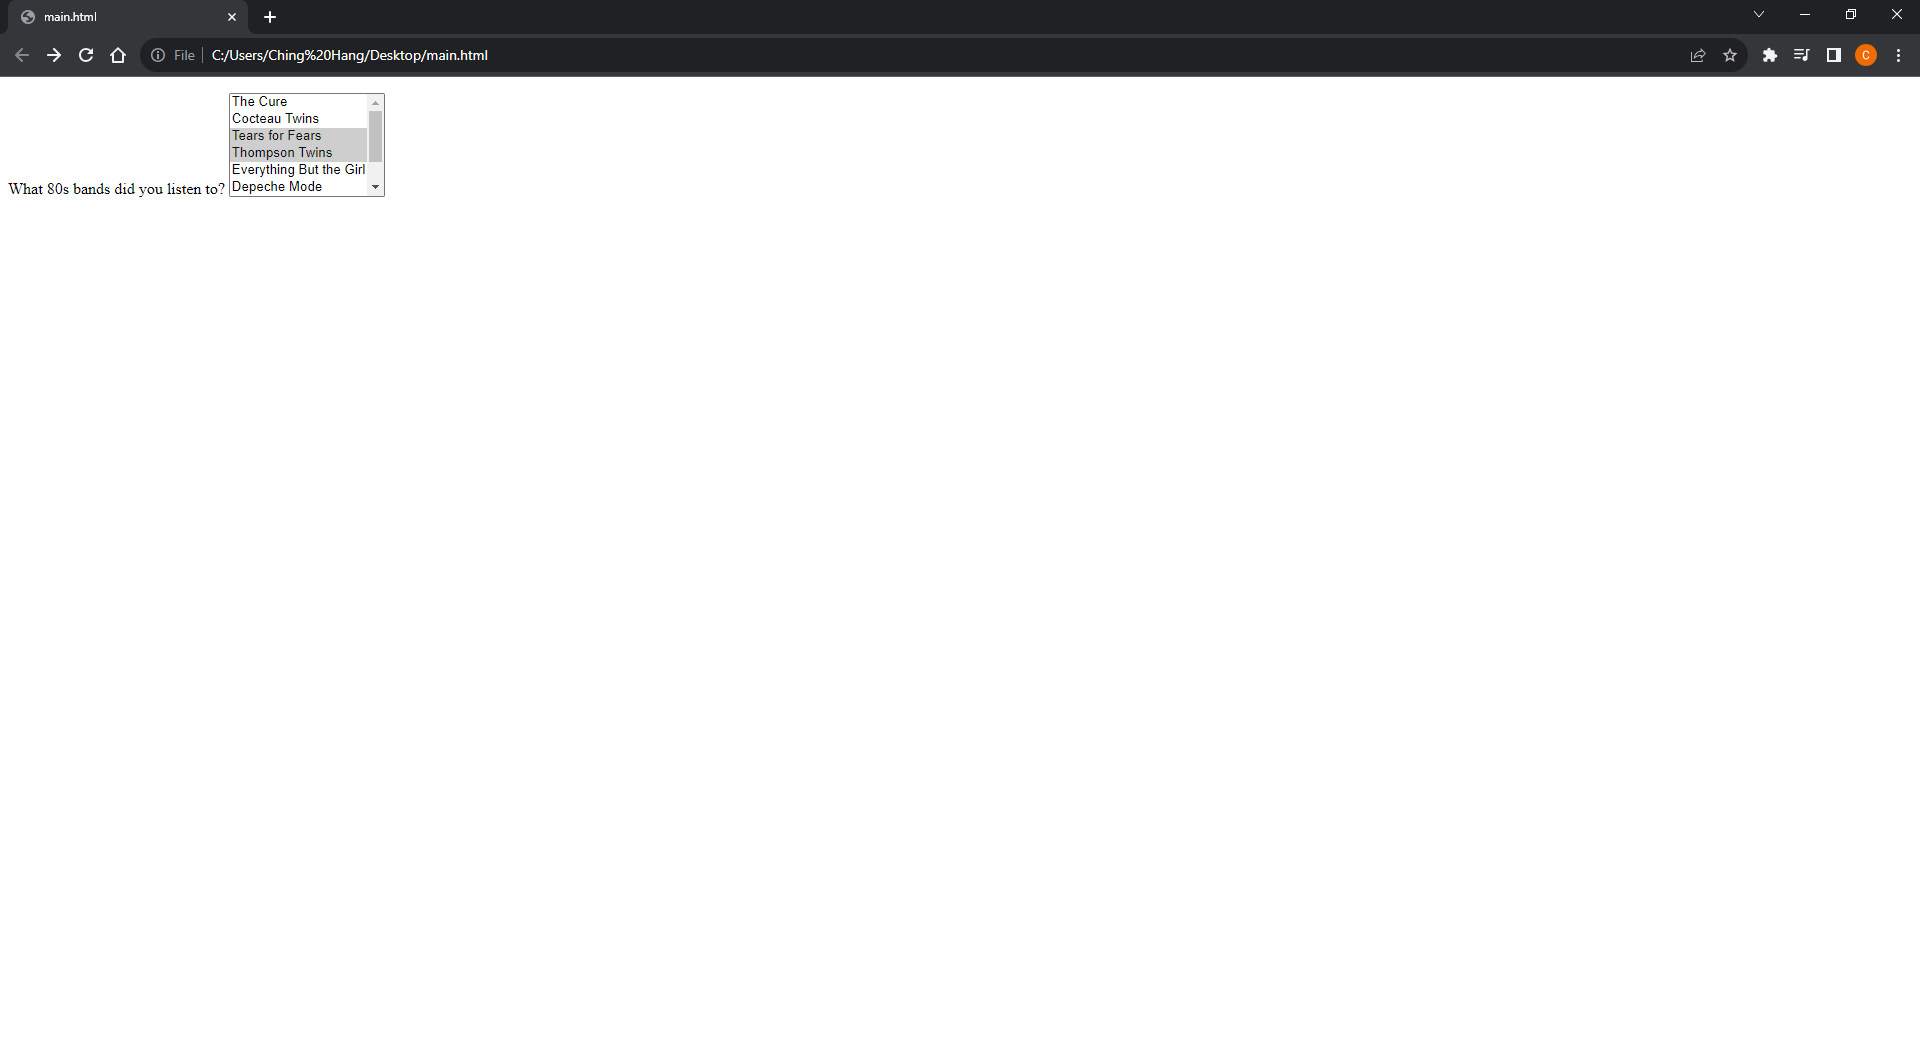 main.html
File C:/Users/Ching%20Hang/Desktop/main.html
C
The Cure
Cocteau Twins
Tears for Fears
Thompson Twins
Everything But the Girl
Depeche Mode
What 80s bands did you listen to?